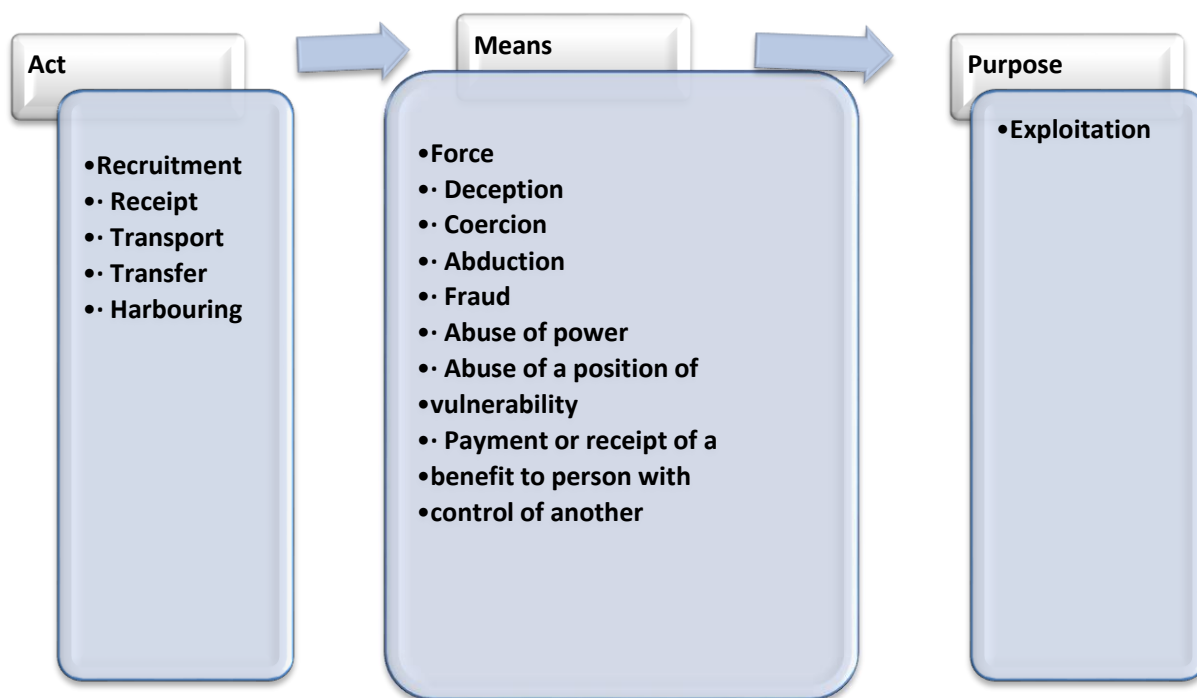 Act
•Recruitment
•· Receipt
•· Transport
•· Transfer
•· Harbouring
Means
•Force
•· Deception
•· Coercion
•· Abduction
•· Fraud
•· Abuse of power
•· Abuse of a position of
•vulnerability
•· Payment or receipt of a
•benefit to person with
•control of another
Purpose
•Exploitation